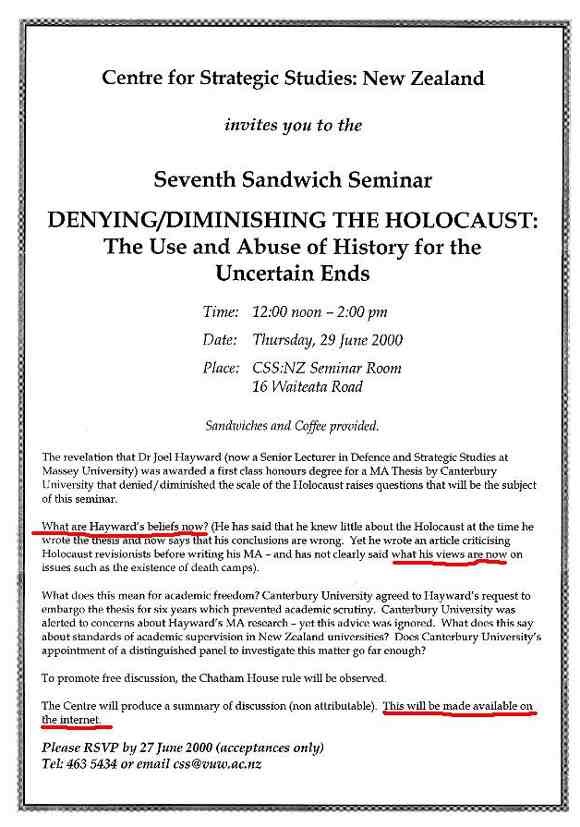 Centre for Strategic Studies: New Zealand
invites you to the
Seventh Sandwich Seminar
DENYING/DIMINISHING THE HOLOCAUST:
The Use and Abuse of History for the
Uncertain Ends
Time: 12:00 noon – 2:00 pm
Date: Thursday, 29 June 2000
Place: CSS:NZ Seminar Room
16 Waiteata Road
Sandwiches and Coffee provided.
The revelation that Dr Joel Hayward (now a Senior Lecturer in Defence and Strategic Studies at
Massey University) was awarded a first class honours degree for a MA Thesis by Canterbury
University that denied/diminished the scale of the Holocaust raises questions that will be the subject
of this seminar.
What are Hayward's beliefs now? (He has said that he knew little about the Holocaust at the time he
wrote the thesis and now says that his conclusions are wrong. Yet he wrote an article criticising
Holocaust revisionists before writing his MA – and has not clearly said what his views are now on
issues such as the existence of death camps).
What does this mean for academic freedom? Canterbury University agreed to Hayward's request to
embargo the thesis for six years which prevented academic scrutiny. Canterbury University was
alerted to concerns about Hayward's MA research – yet this advice was ignored. What does this say
about standards of academic supervision in New Zealand universities? Does Canterbury University's
appointment of a distinguished panel to investigate this matter go far enough?
To promote free discussion, the Chatham House rule will be observed.
The Centre will produce a summary of discussion (non attributable). This will be made available on
the internet.
Please RSVP by 27 June 2000 (acceptances only)
Tel: 463 5434 or email css@vuw.ac.nz